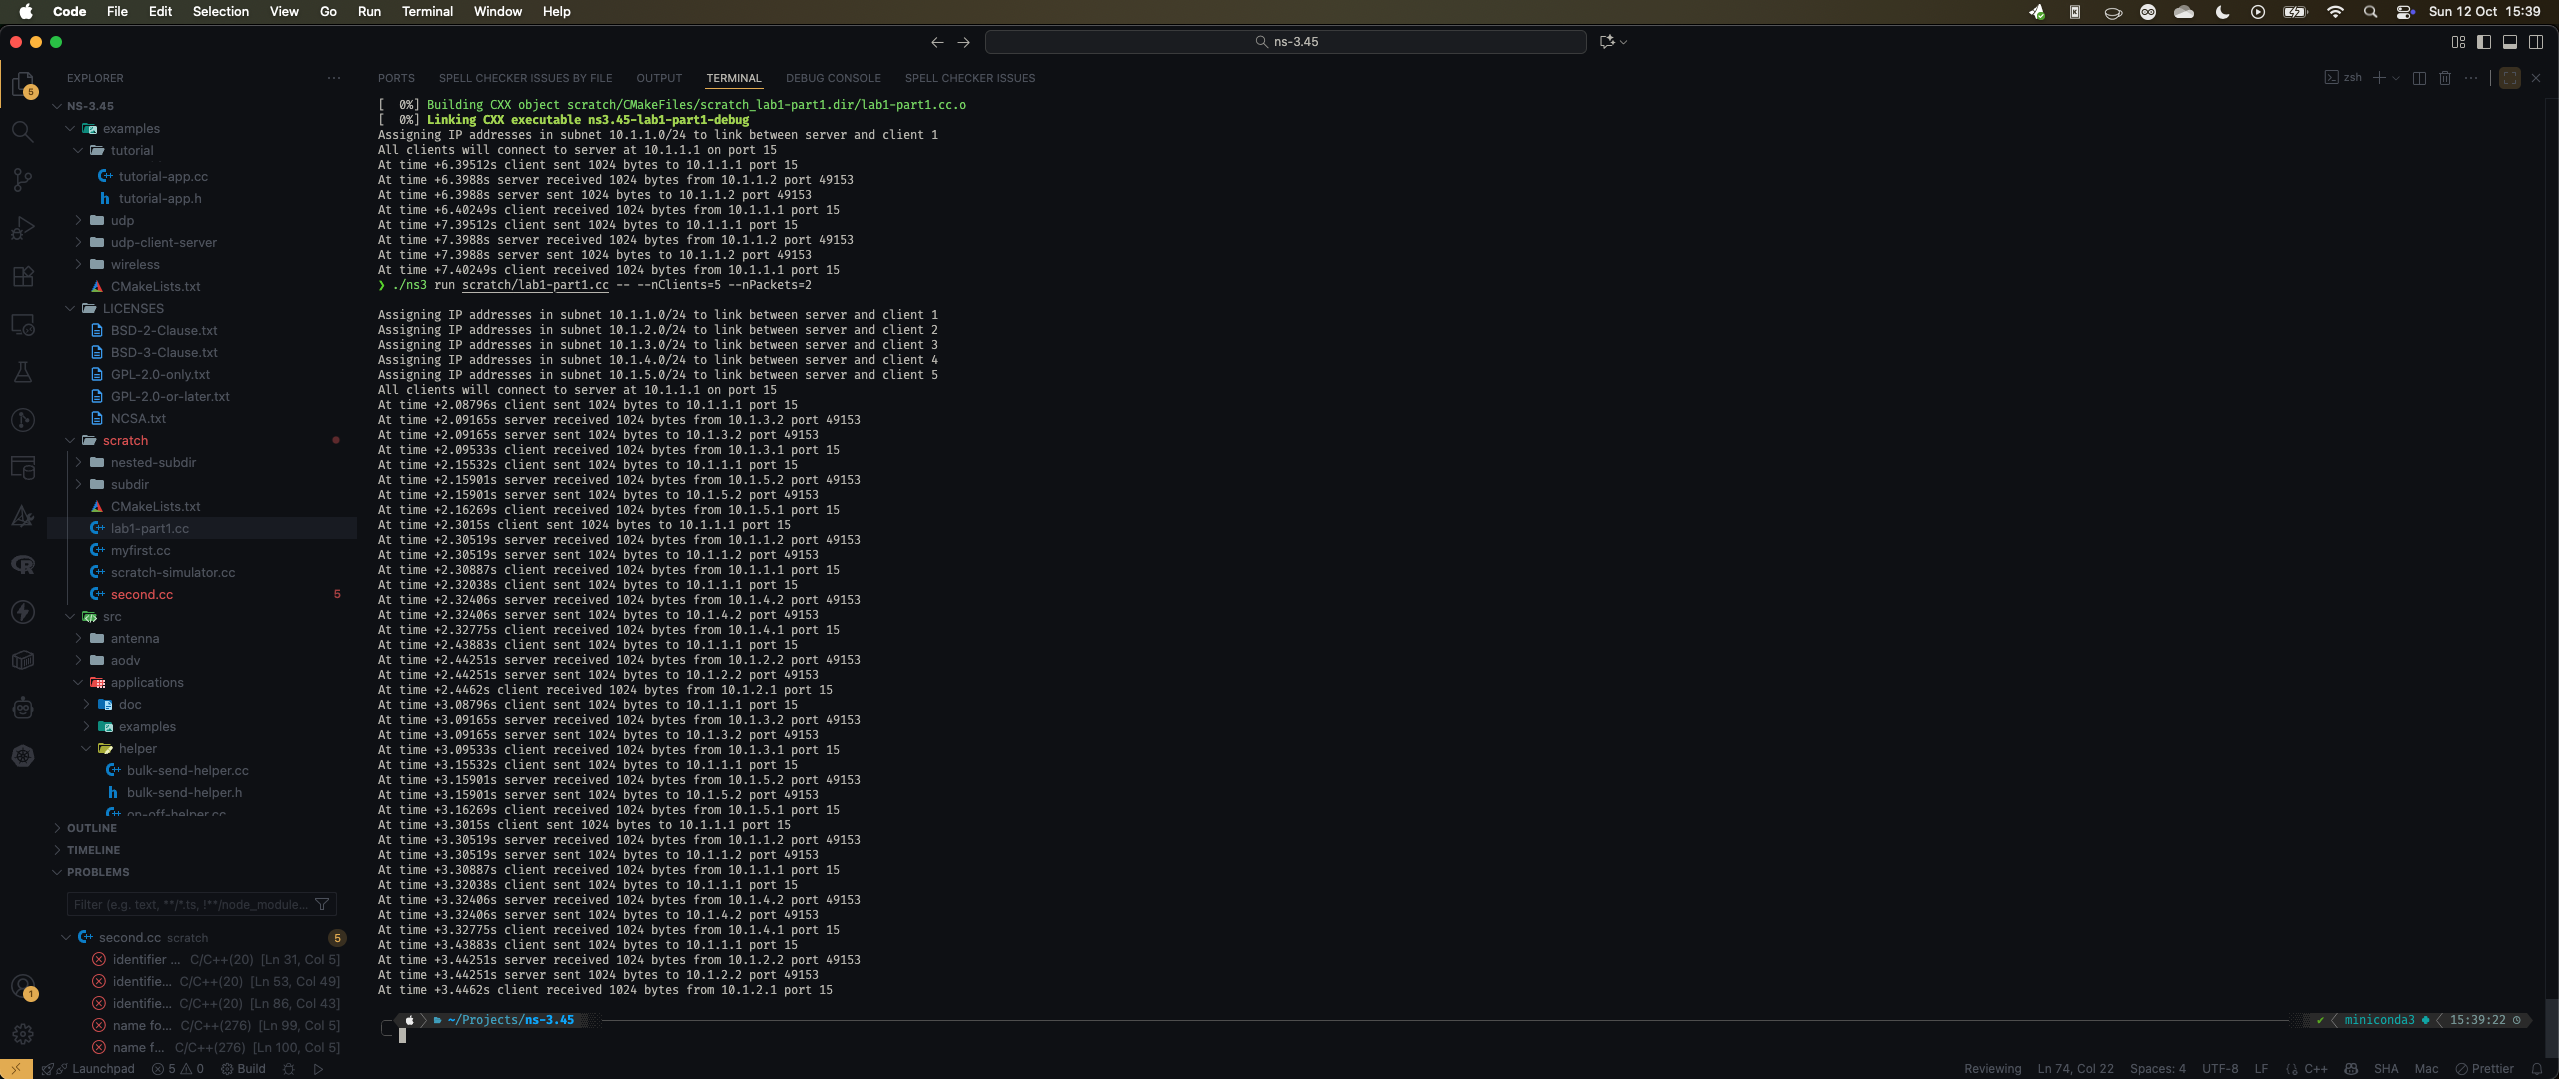 Code File Edit Selection View Go Run Terminal Window Help
Sun 12 Oct 15:39
ns-3.45
EXPLORER
PORTS SPELL CHECKER ISSUES BY FILE OUTPUT TERMINAL DEBUG CONSOLE SPELL CHECKER ISSUES
zsh
5
NS-3.45
examples
tutorial
tutorial-app.cc
tutorial-app.h
udp
udp-client-server
wireless
CMakeLists.txt
LICENSES
BSD-2-Clause.txt
BSD-3-Clause.txt
GPL-2.0-only.txt
GPL-2.0-or-later.txt
NCSA.txt
scratch
nested-subdir
subdir
CMakeLists.txt
lab1-part1.cc
myfirst.cc
scratch-simulator.cc
second.cc 5
src
antenna
aodv
applications
doc
examples
helper
bulk-send-helper.cc
bulk-send-helper.h
on-off-helper.cc
OUTLINE
TIMELINE
PROBLEMS
Filter (e.g. text, **/*.ts, !**/node_module...
second.cc scratch 5
identifier ... C/C++(20) [Ln 31, Col 5]
identifie... C/C++(20) [Ln 53, Col 49]
identifie... C/C++(20) [Ln 86, Col 43]
name fo... C/C++(276) [Ln 99, Col 5]
name f... C/C++(276) [Ln 100, Col 5]
1
[  0%] Building CXX object scratch/CMakeFiles/scratch_lab1-part1.dir/lab1-part1.cc.o
[  0%] Linking CXX executable ns3.45-lab1-part1-debug
Assigning IP addresses in subnet 10.1.1.0/24 to link between server and client 1
All clients will connect to server at 10.1.1.1 on port 15
At time +6.39512s client sent 1024 bytes to 10.1.1.1 port 15
At time +6.3988s server received 1024 bytes from 10.1.1.2 port 49153
At time +6.3988s server sent 1024 bytes to 10.1.1.2 port 49153
At time +6.40249s client received 1024 bytes from 10.1.1.1 port 15
At time +7.39512s client sent 1024 bytes to 10.1.1.1 port 15
At time +7.3988s server received 1024 bytes from 10.1.1.2 port 49153
At time +7.3988s server sent 1024 bytes to 10.1.1.2 port 49153
At time +7.40249s client received 1024 bytes from 10.1.1.1 port 15
❯ ./ns3 run scratch/lab1-part1.cc -- --nClients=5 --nPackets=2
Assigning IP addresses in subnet 10.1.1.0/24 to link between server and client 1
Assigning IP addresses in subnet 10.1.2.0/24 to link between server and client 2
Assigning IP addresses in subnet 10.1.3.0/24 to link between server and client 3
Assigning IP addresses in subnet 10.1.4.0/24 to link between server and client 4
Assigning IP addresses in subnet 10.1.5.0/24 to link between server and client 5
All clients will connect to server at 10.1.1.1 on port 15
At time +2.08796s client sent 1024 bytes to 10.1.1.1 port 15
At time +2.09165s server received 1024 bytes from 10.1.3.2 port 49153
At time +2.09165s server sent 1024 bytes to 10.1.3.2 port 49153
At time +2.09533s client received 1024 bytes from 10.1.3.1 port 15
At time +2.15532s client sent 1024 bytes to 10.1.1.1 port 15
At time +2.15901s server received 1024 bytes from 10.1.5.2 port 49153
At time +2.15901s server sent 1024 bytes to 10.1.5.2 port 49153
At time +2.16269s client received 1024 bytes from 10.1.5.1 port 15
At time +2.3015s client sent 1024 bytes to 10.1.1.1 port 15
At time +2.30519s server received 1024 bytes from 10.1.1.2 port 49153
At time +2.30519s server sent 1024 bytes to 10.1.1.2 port 49153
At time +2.30887s client received 1024 bytes from 10.1.1.1 port 15
At time +2.32038s client sent 1024 bytes to 10.1.1.1 port 15
At time +2.32406s server received 1024 bytes from 10.1.4.2 port 49153
At time +2.32406s server sent 1024 bytes to 10.1.4.2 port 49153
At time +2.32775s client received 1024 bytes from 10.1.4.1 port 15
At time +2.43883s client sent 1024 bytes to 10.1.1.1 port 15
At time +2.44251s server received 1024 bytes from 10.1.2.2 port 49153
At time +2.44251s server sent 1024 bytes to 10.1.2.2 port 49153
At time +2.4462s client received 1024 bytes from 10.1.2.1 port 15
At time +3.08796s client sent 1024 bytes to 10.1.1.1 port 15
At time +3.09165s server received 1024 bytes from 10.1.3.2 port 49153
At time +3.09165s server sent 1024 bytes to 10.1.3.2 port 49153
At time +3.09533s client received 1024 bytes from 10.1.3.1 port 15
At time +3.15532s client sent 1024 bytes to 10.1.1.1 port 15
At time +3.15901s server received 1024 bytes from 10.1.5.2 port 49153
At time +3.15901s server sent 1024 bytes to 10.1.5.2 port 49153
At time +3.16269s client received 1024 bytes from 10.1.5.1 port 15
At time +3.3015s client sent 1024 bytes to 10.1.1.1 port 15
At time +3.30519s server received 1024 bytes from 10.1.1.2 port 49153
At time +3.30519s server sent 1024 bytes to 10.1.1.2 port 49153
At time +3.30887s client received 1024 bytes from 10.1.1.1 port 15
At time +3.32038s client sent 1024 bytes to 10.1.1.1 port 15
At time +3.32406s server received 1024 bytes from 10.1.4.2 port 49153
At time +3.32406s server sent 1024 bytes to 10.1.4.2 port 49153
At time +3.32775s client received 1024 bytes from 10.1.4.1 port 15
At time +3.43883s client sent 1024 bytes to 10.1.1.1 port 15
At time +3.44251s server received 1024 bytes from 10.1.2.2 port 49153
At time +3.44251s server sent 1024 bytes to 10.1.2.2 port 49153
At time +3.4462s client received 1024 bytes from 10.1.2.1 port 15
~/Projects/ns-3.45
✔ miniconda3 15:39:22
Launchpad 5 0 Build
Reviewing Ln 74, Col 22 Spaces: 4 UTF-8 LF C++ SHA Mac Prettier